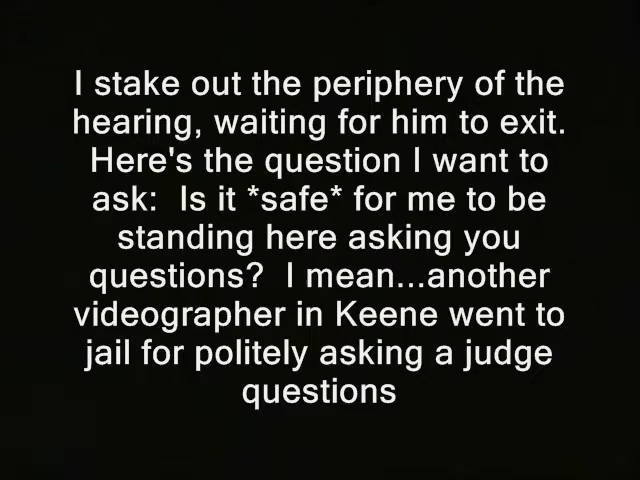 I stake out the periphery of the
hearing, waiting for him to exit.
Here's the question I want to
ask:  Is it *safe* for me to be
standing here asking you
questions?  I mean...another
videographer in Keene went to
jail for politely asking a judge
questions